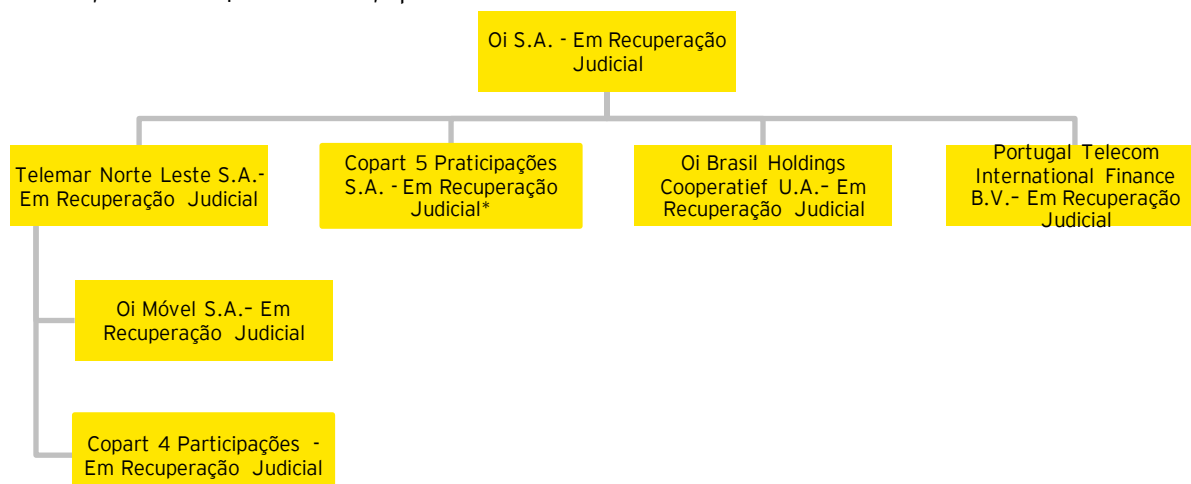 Oi S.A. - Em Recuperação
Judicial
Telemar Norte Leste S.A.-
Em Recuperação Judicial
Copart 5 Praticipações
S.A. - Em Recuperação
Judicial*
Oi Brasil Holdings
Cooperatief U.A.– Em
Recuperação Judicial
Portugal Telecom
International Finance
B.V.– Em Recuperação
Judicial
Oi Móvel S.A.– Em
Recuperação Judicial
Copart 4 Participações -
Em Recuperação Judicial